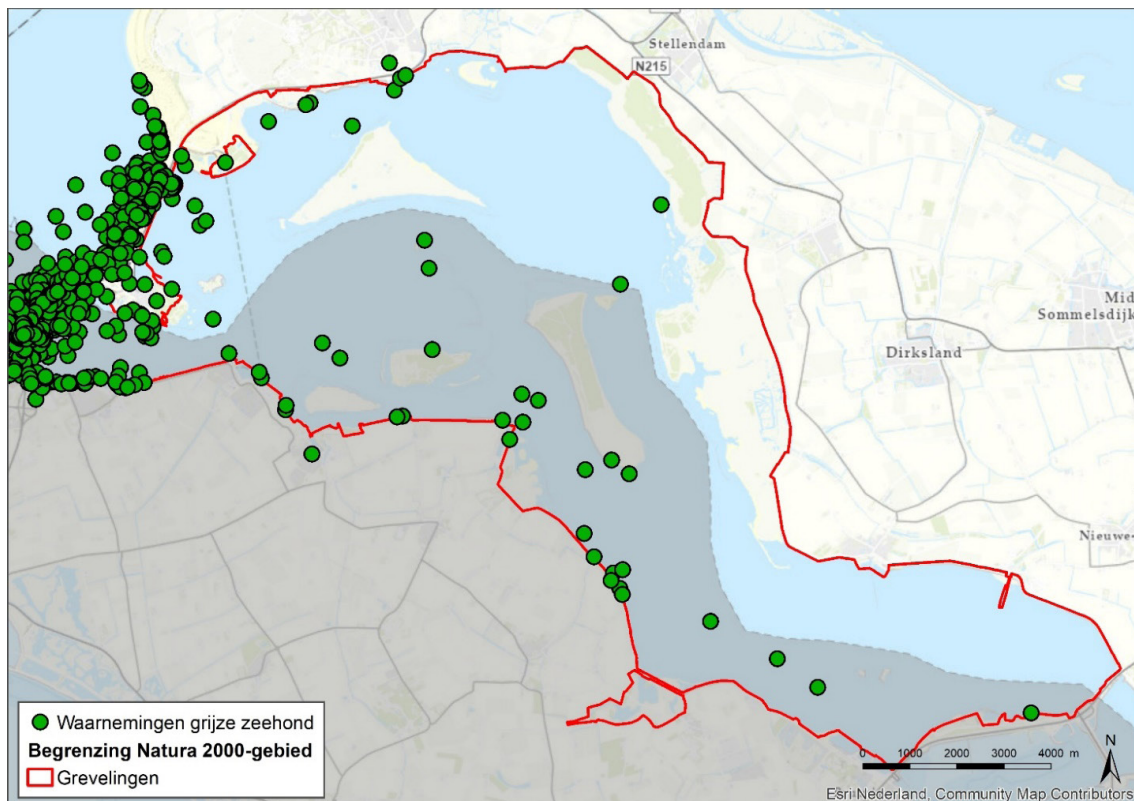 Stellendam
N215
Mid
Sommelsdijk
Dirksland
Nieuwe-
Waarnemingen grijze zeehond
Begrenzing Natura 2000-gebied
Grevelingen
N
0 1000 2000 3000 4000 m
Esri Nederland, Community Map Contributors